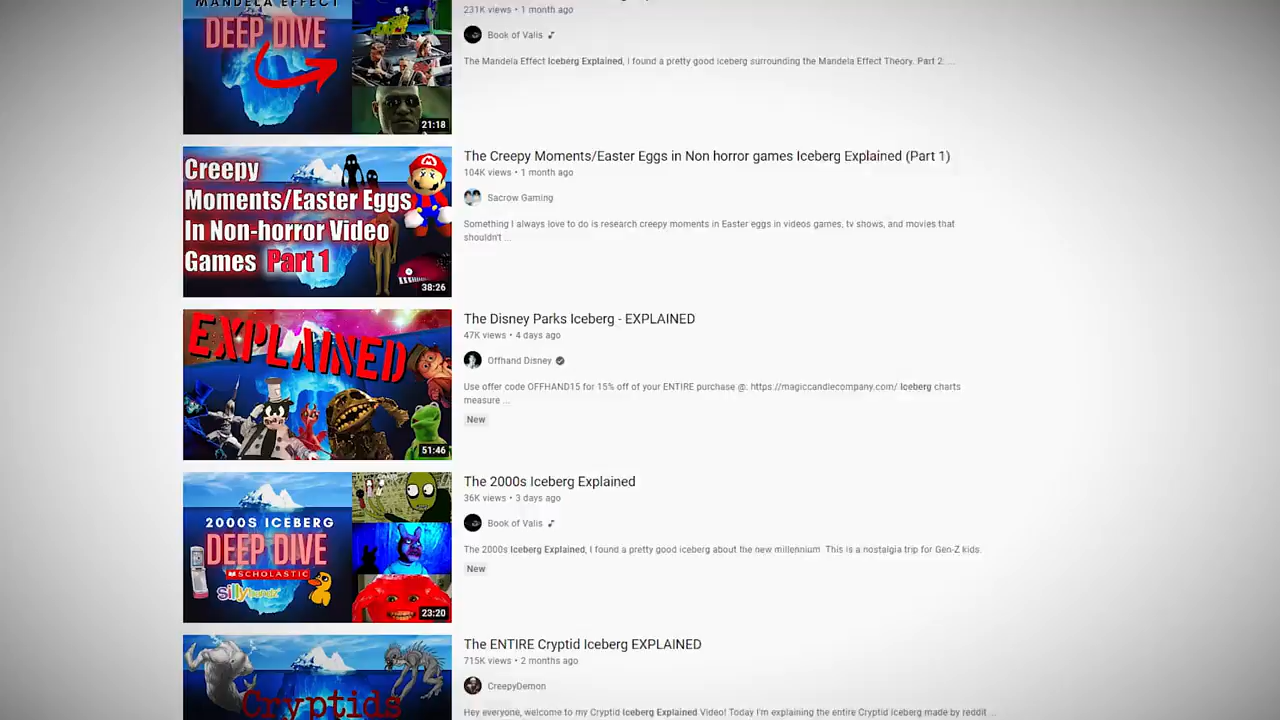 MANDELA EFFECT
DEEP DIVE
21:18
231K views • 1 month ago
Book of Valis
The Mandela Effect Iceberg Explained, I found a pretty good iceberg surrounding the Mandela Effect Theory. Part 2: ...
Creepy
Moments/Easter Eggs
In Non-horror Video
Games Part 1
38:26
The Creepy Moments/Easter Eggs in Non horror games Iceberg Explained (Part 1)
104K views • 1 month ago
Sacrow Gaming
Something I always love to do is research creepy moments in Easter eggs in videos games, tv shows, and movies that
shouldn't ...
EXPLAINED
51:46
The Disney Parks Iceberg - EXPLAINED
47K views • 4 days ago
Offhand Disney
Use offer code OFFHAND15 for 15% off of your ENTIRE purchase @: https://magiccandlecompany.com/ Iceberg charts
measure ...
New
2000S ICEBERG
DEEP DIVE
SCHOLASTIC
sillybandz
23:20
The 2000s Iceberg Explained
36K views • 3 days ago
Book of Valis
The 2000s Iceberg Explained, I found a pretty good iceberg about the new millennium This is a nostalgia trip for Gen-Z kids.
New
Cryptids
The ENTIRE Cryptid Iceberg EXPLAINED
715K views • 2 months ago
CreepyDemon
Hey everyone, welcome to my Cryptid Iceberg Explained Video! Today I'm explaining the entire Cryptid Iceberg made by reddit ...